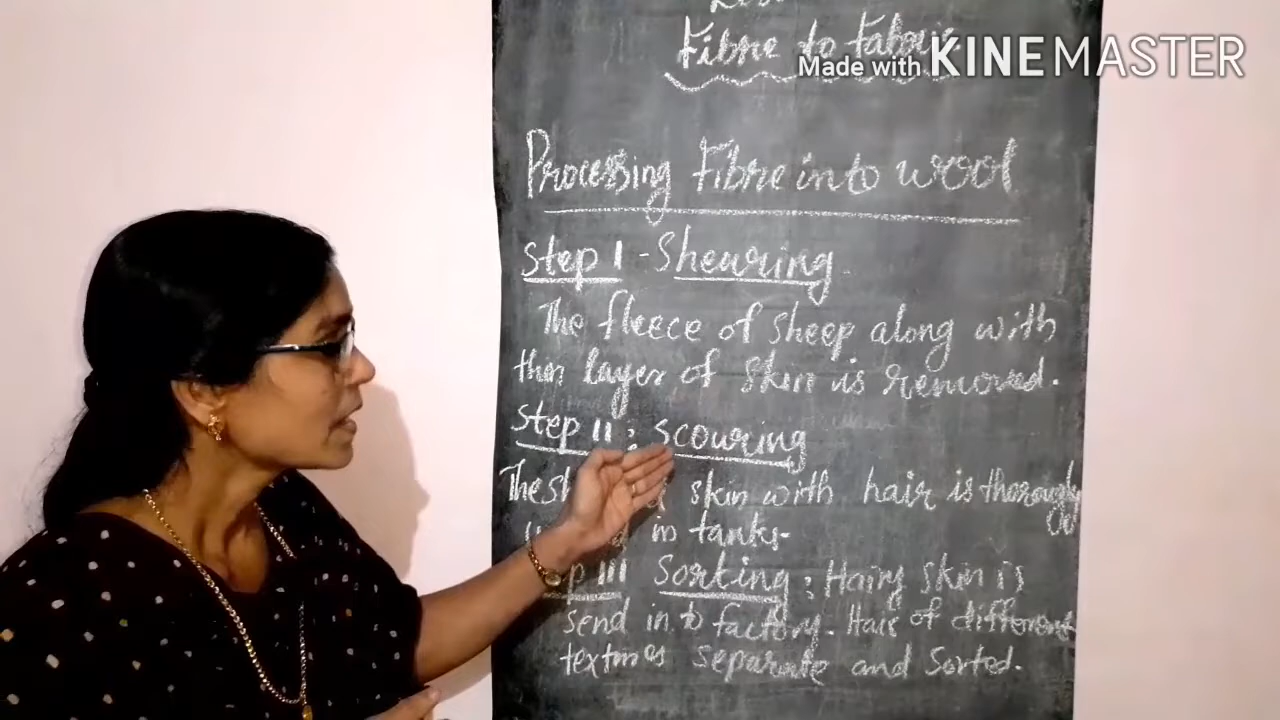 Fibre to Fabric
Made with KINEMASTER
Processing Fibre into wool
Step I - Shearing
The fleece of sheep along with
thin layer of skin is removed.
Step II : Scouring
skin with hair is thoroughly
in tanks.
III Sorting : Hairy skin is
send in to factory. Hair of different
textures separate and Sorted.